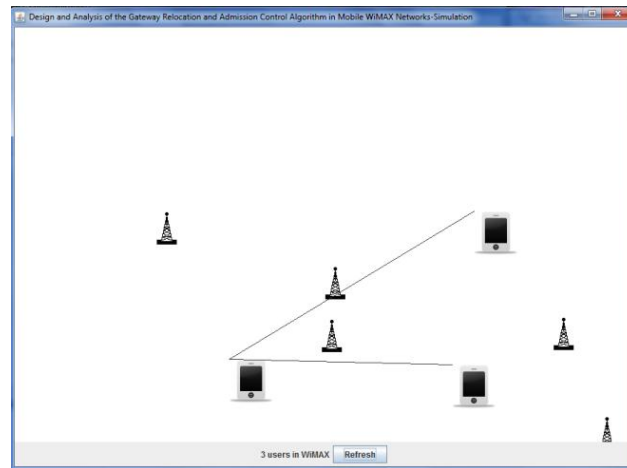 Design and Analysis of the Gateway Relocation and Admission Control Algorithm in Mobile WiMAX Networks-Simulation
3 users in WiMAX Refresh